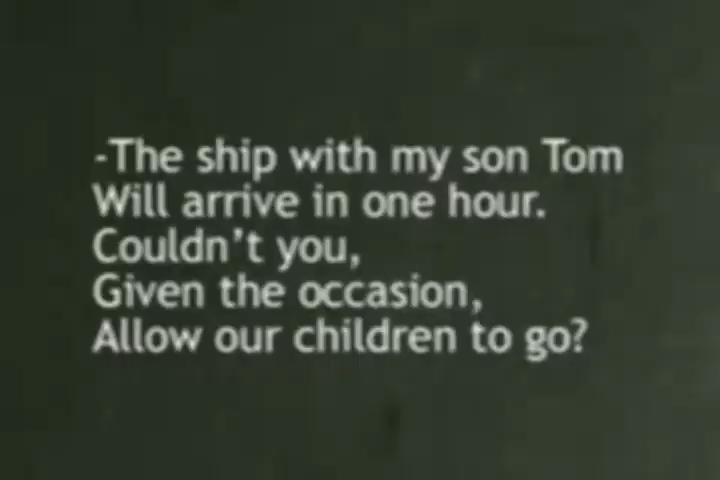 -The ship with my son Tom
Will arrive in one hour.
Couldn't you,
Given the occasion,
Allow our children to go?